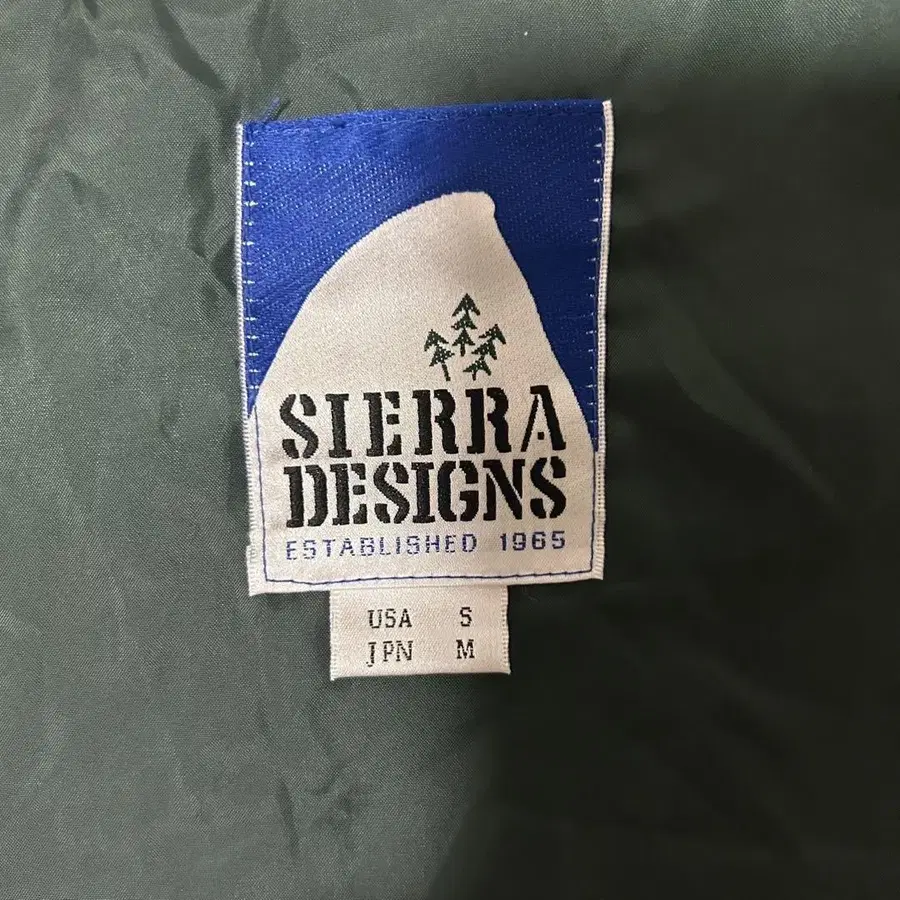 SIERRA
DESIGNS
ESTABLISHED 1965
USA S
JPN M